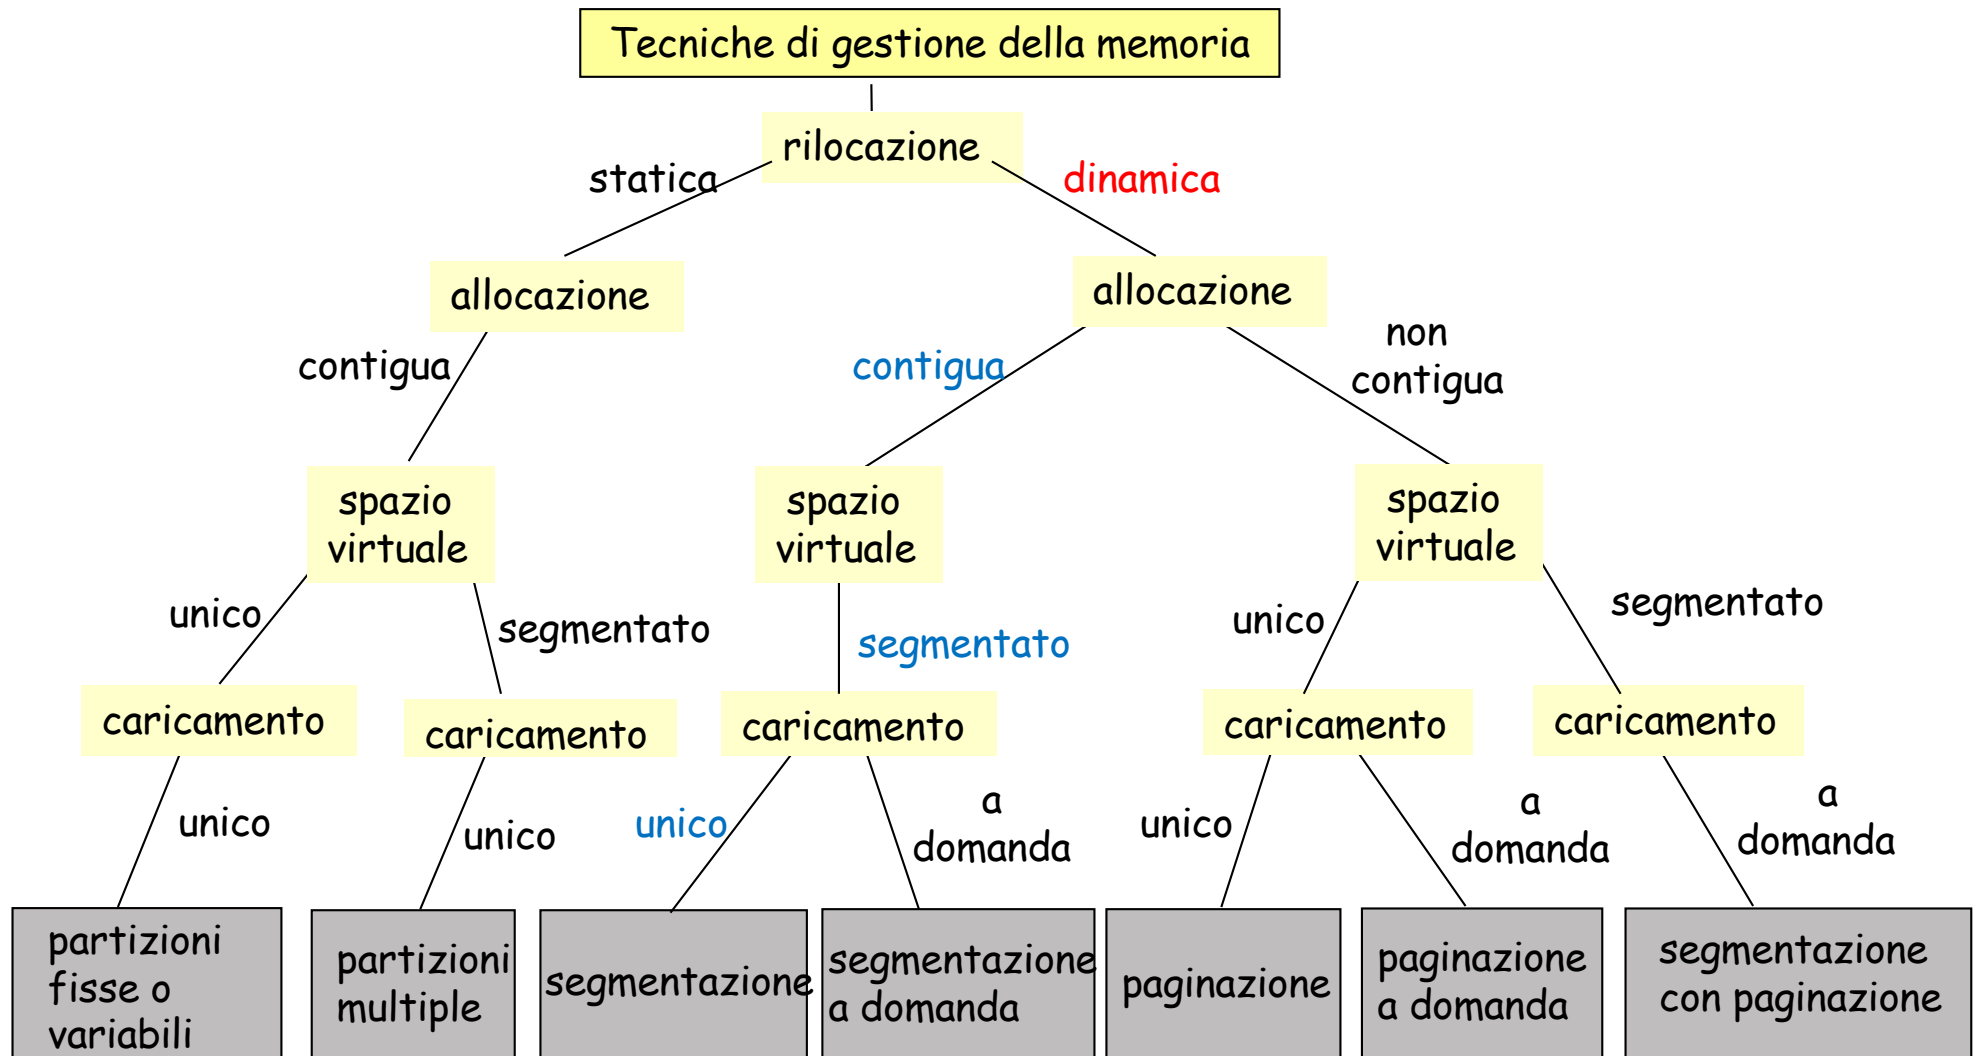 Tecniche di gestione della memoria
rilocazione
statica
dinamica
allocazione
allocazione
contigua
contigua
non
contigua
spazio
virtuale
spazio
virtuale
spazio
virtuale
unico
segmentato
segmentato
unico
segmentato
caricamento
caricamento
caricamento
caricamento
caricamento
unico
unico
unico
a
domanda
unico
a
domanda
a
domanda
partizioni
fisse o
variabili
partizioni
multiple
segmentazione
segmentazione
a domanda
paginazione
paginazione
a domanda
segmentazione
con paginazione